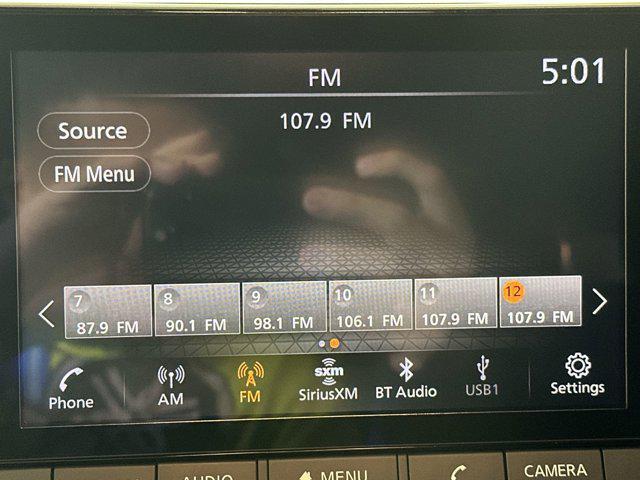 FM 5:01
107.9 FM
Source
FM Menu
7 8 9 10 11 12
87.9 FM 90.1 FM 98.1 FM 106.1 FM 107.9 FM 107.9 FM
sxm
Phone AM FM SiriusXM BT Audio USB1 Settings
AUDIO MENU CAMERA